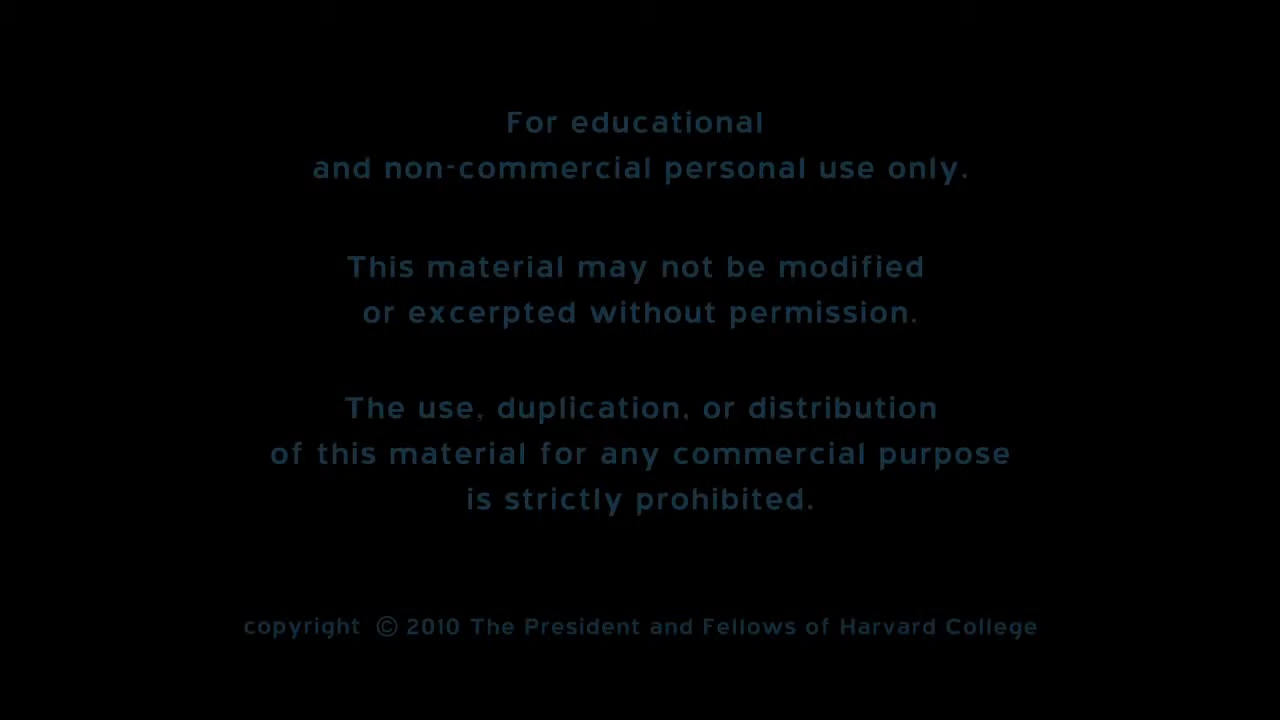 For educational
and non-commercial personal use only.
This material may not be modified
or excerpted without permission.
The use, duplication, or distribution
of this material for any commercial purpose
is strictly prohibited.
copyright © 2010 The President and Fellows of Harvard College